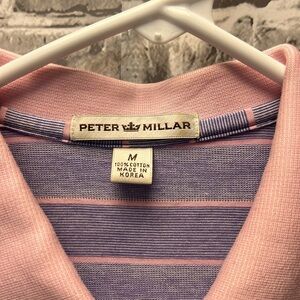 PETER MILLAR
M
100% COTTON
MADE IN
KOREA